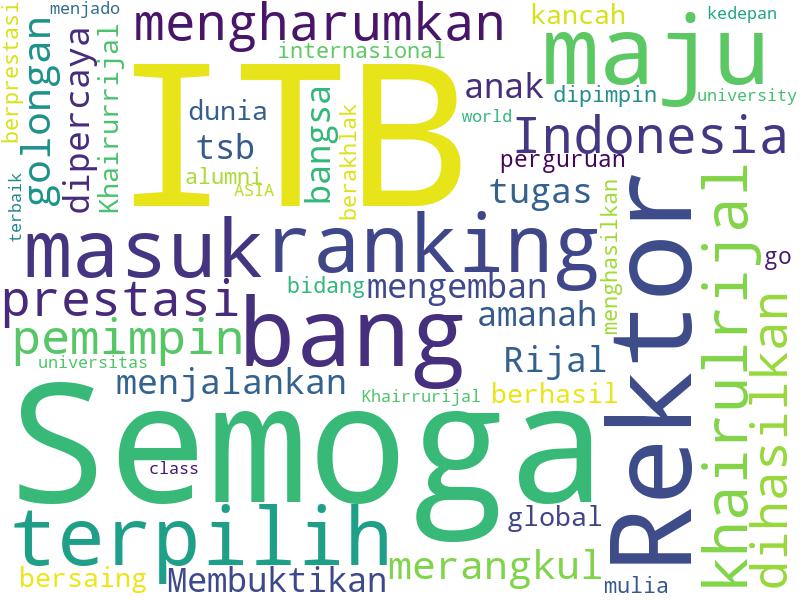 berprestasi
menjado
golongan
dipercaya
Khairurrijal
terbaik
mengharumkan
internasional
ITB
dunia
tsb
alumni
ASIA
bangsa
berakhlak
kancah
kedepan
maju
anak
dipimpin
university
world
Indonesia
perguruan
tugas
masuk
ranking
prestasi
bidang
mengemban
menghasilkan
Rektor
khairulrijal
go
dihasilkan
pemimpin
bang
amanah
universitas
Rijal
menjalankan
Khairrurijal
berhasil
Semoga
class
terpilih
global
bersaing
Membuktikan
merangkul
mulia